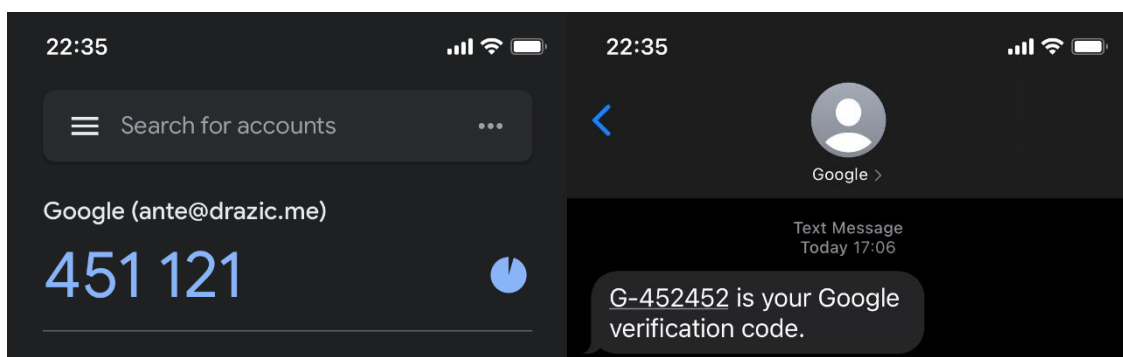 22:35
Search for accounts
Google (ante@drazic.me)
451 121
22:35
Google >
Text Message
Today 17:06
G-452452 is your Google
verification code.